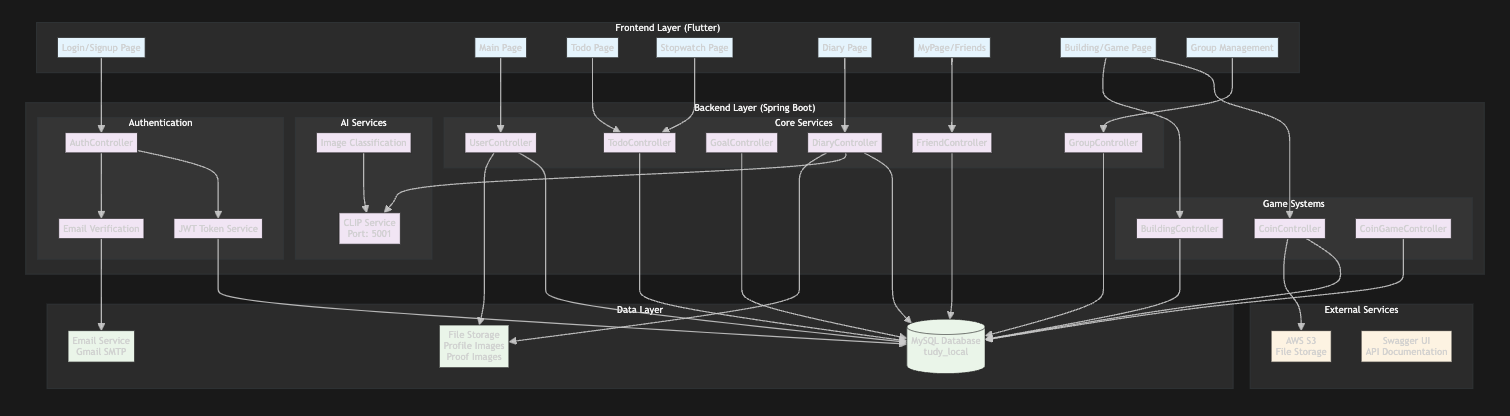 Frontend Layer (Flutter)
Login/Signup Page
Main Page
Todo Page
Stopwatch Page
Diary Page
MyPage/Friends
Building/Game Page
Group Management
Backend Layer (Spring Boot)
Authentication
AI Services
Core Services
AuthController
Image Classification
UserController
TodoController
GoalController
DiaryController
FriendController
GroupController
Game Systems
Email Verification
JWT Token Service
CLIP Service
Port: 5001
BuildingController
CoinController
CoinGameController
Data Layer
External Services
Email Service
Gmail SMTP
File Storage
Profile Images
Proof Images
MySQL Database
tudy_local
AWS S3
File Storage
Swagger UI
API Documentation